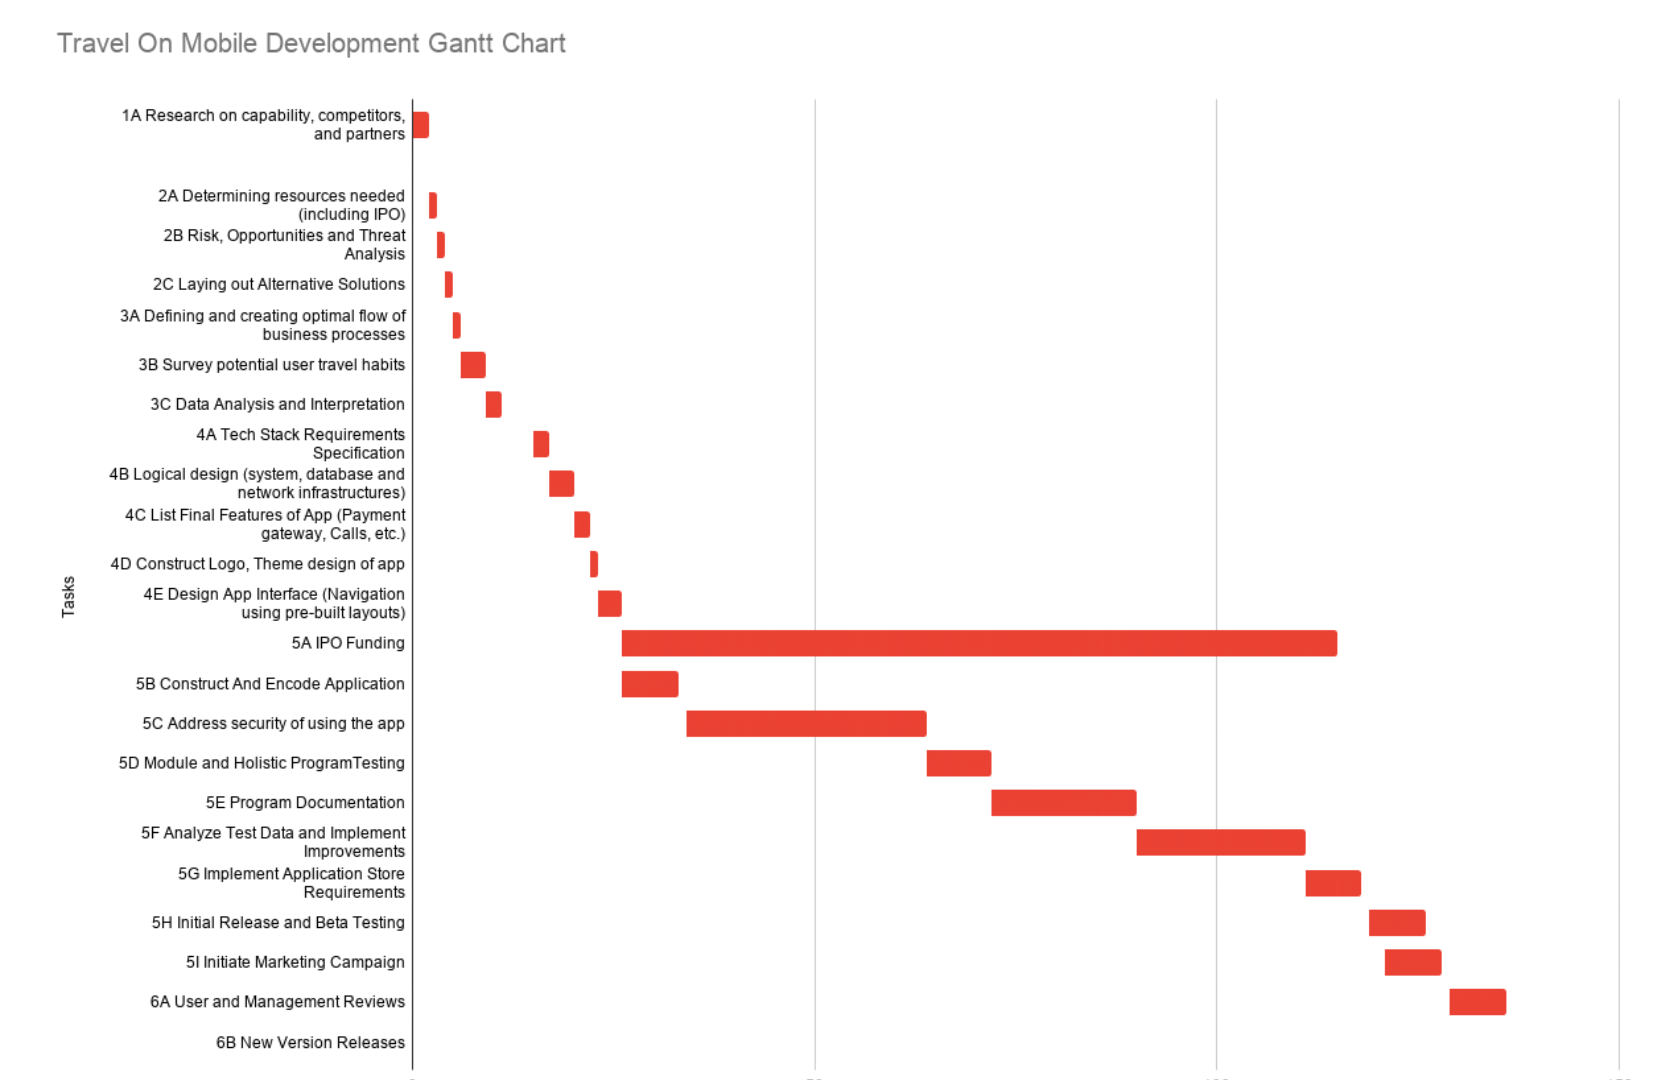 Travel On Mobile Development Gantt Chart
1A Research on capability, competitors,
and partners
2A Determining resources needed
(including IPO)
2B Risk, Opportunities and Threat
Analysis
2C Laying out Alternative Solutions
3A Defining and creating optimal flow of
business processes
3B Survey potential user travel habits
3C Data Analysis and Interpretation
4A Tech Stack Requirements
Specification
4B Logical design (system, database and
network infrastructures)
4C List Final Features of App (Payment
gateway, Calls, etc.)
4D Construct Logo, Theme design of app
4E Design App Interface (Navigation
using pre-built layouts)
Tasks
5A IPO Funding
5B Construct And Encode Application
5C Address security of using the app
5D Module and Holistic ProgramTesting
5E Program Documentation
5F Analyze Test Data and Implement
Improvements
5G Implement Application Store
Requirements
5H Initial Release and Beta Testing
5I Initiate Marketing Campaign
6A User and Management Reviews
6B New Version Releases